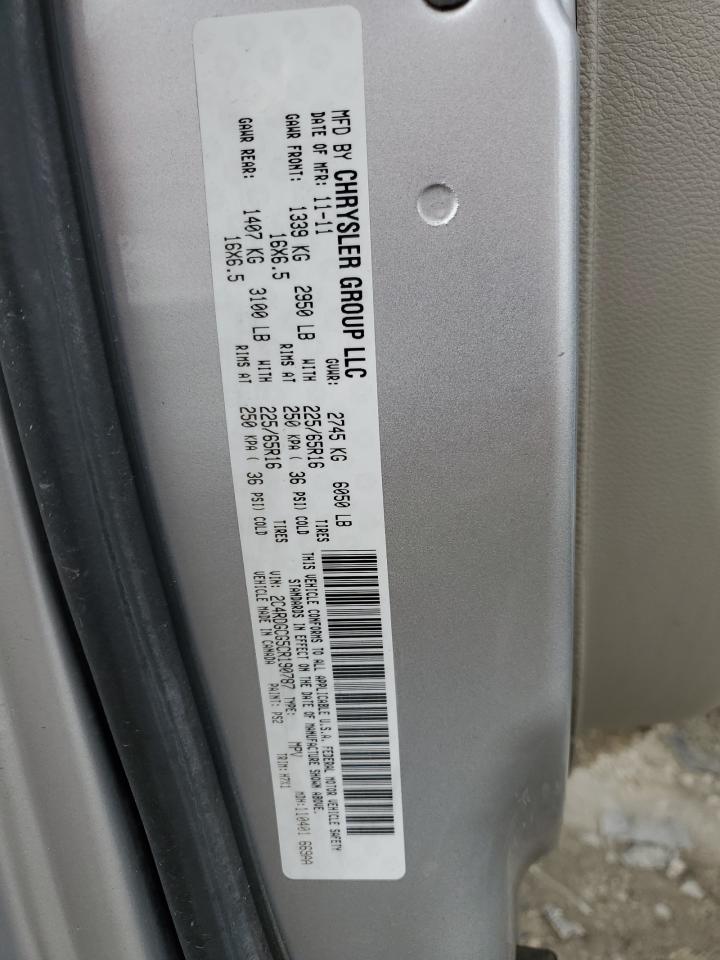 MFD BY CHRYSLER GROUP LLC
DATE OF MFR: 11-11 GVWR: 2745 KG 6050 LB
GAWR FRONT: 1339 KG 2950 LB WITH 225/65R16 TIRES
16X6.5 RIMS AT 250 KPA ( 36 PSI) COLD
GAWR REAR: 1407 KG 3100 LB WITH 225/65R16 TIRES
16X6.5 RIMS AT 250 KPA ( 36 PSI) COLD
THIS VEHICLE CONFORMS TO ALL APPLICABLE U.S.A. FEDERAL MOTOR VEHICLE SAFETY
STANDARDS IN EFFECT ON THE DATE OF MANUFACTURE SHOWN ABOVE.
VIN: 2C4RDGCG5CR190787 TYPE: MPV MDH:110401 669AA
VEHICLE MADE IN CANADA PAINT: PS2 TRIM:H7X1